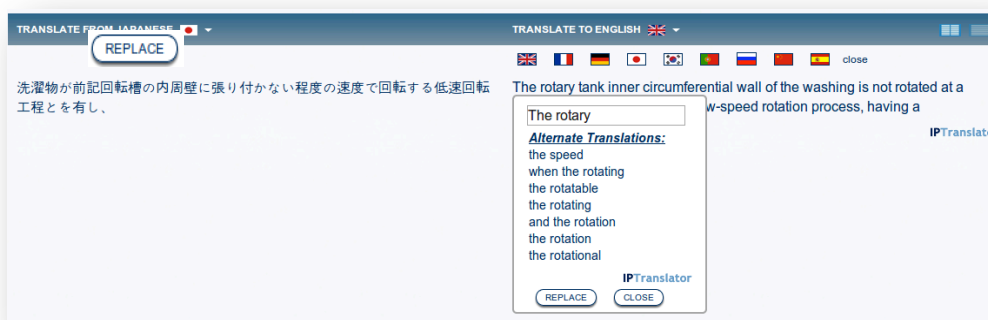 TRANSLATE FROM JAPANESE
REPLACE
洗濯物が前記回転槽の内周壁に張り付かない程度の速度で回転する低速回転
工程とを有し、
TRANSLATE TO ENGLISH
close
The rotary tank inner circumferential wall of the washing is not rotated at a
w-speed rotation process, having a
IPTranslato
The rotary
Alternate Translations:
the speed
when the rotating
the rotatable
the rotating
and the rotation
the rotation
the rotational
IPTranslator
REPLACE
CLOSE